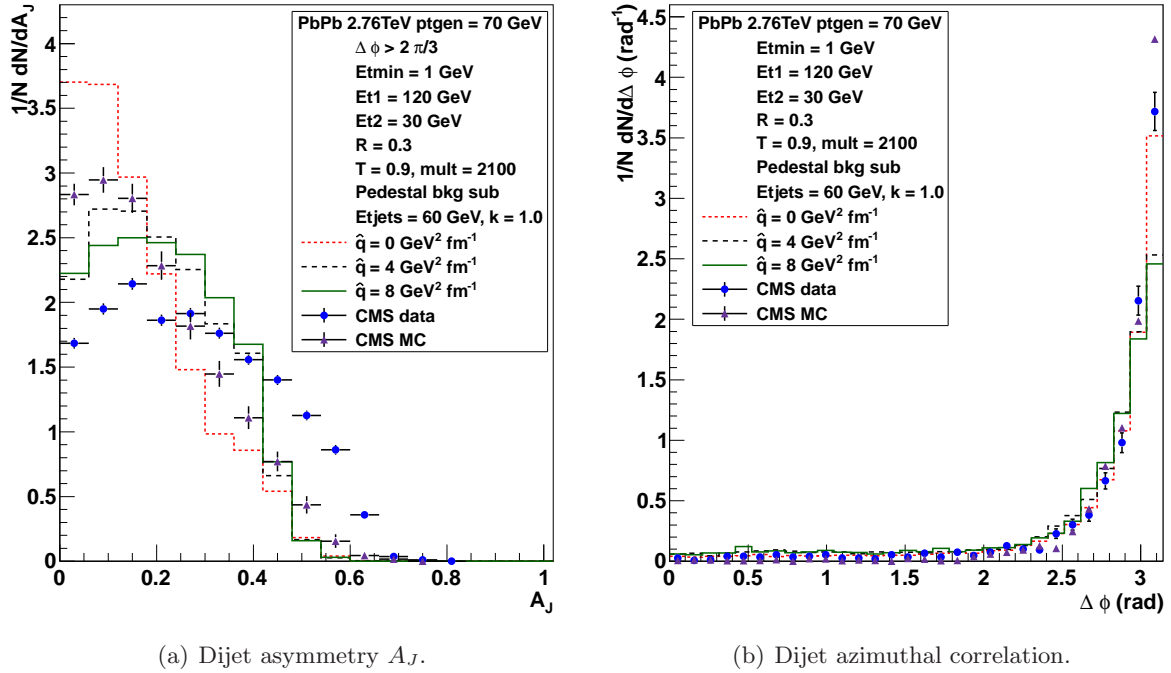 1/N dN/dA_J
4
3.5
3
2.5
2
1.5
1
0.5
0
PbPb 2.76TeV ptgen = 70 GeV
Δ ϕ > 2 π/3
Etmin = 1 GeV
Et1 = 120 GeV
Et2 = 30 GeV
R = 0.3
T = 0.9, mult = 2100
Pedestal bkg sub
Etjets = 60 GeV, k = 1.0
q̂ = 0 GeV² fm⁻¹
q̂ = 4 GeV² fm⁻¹
q̂ = 8 GeV² fm⁻¹
CMS data
CMS MC
0 0.2 0.4 0.6 0.8 1
A_J
(a) Dijet asymmetry A_J.
1/N dN/dΔ ϕ (rad⁻¹)
4.5
4
3.5
3
2.5
2
1.5
1
0.5
0
PbPb 2.76TeV ptgen = 70 GeV
Etmin = 1 GeV
Et1 = 120 GeV
Et2 = 30 GeV
R = 0.3
T = 0.9, mult = 2100
Pedestal bkg sub
Etjets = 60 GeV, k = 1.0
q̂ = 0 GeV² fm⁻¹
q̂ = 4 GeV² fm⁻¹
q̂ = 8 GeV² fm⁻¹
CMS data
CMS MC
0 0.5 1 1.5 2 2.5 3
Δ ϕ (rad)
(b) Dijet azimuthal correlation.